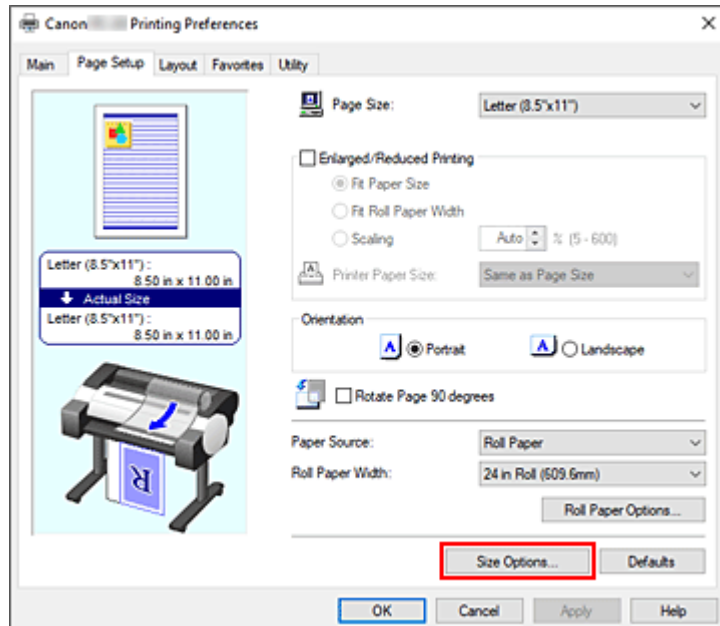 Canon Printing Preferences
Main Page Setup Layout Favorites Utility
Page Size: Letter (8.5"x11")
Enlarged/Reduced Printing
Fit Paper Size
Fit Roll Paper Width
Scaling Auto % (5 - 600)
Printer Paper Size: Same as Page Size
Letter (8.5"x11") :
8.50 in x 11.00 in
Actual Size
Letter (8.5"x11") :
8.50 in x 11.00 in
Orientation
A Portrait A Landscape
Rotate Page 90 degrees
Paper Source: Roll Paper
Roll Paper Width: 24 in Roll (609.6mm)
Roll Paper Options...
R
Size Options... Defaults
OK Cancel Apply Help